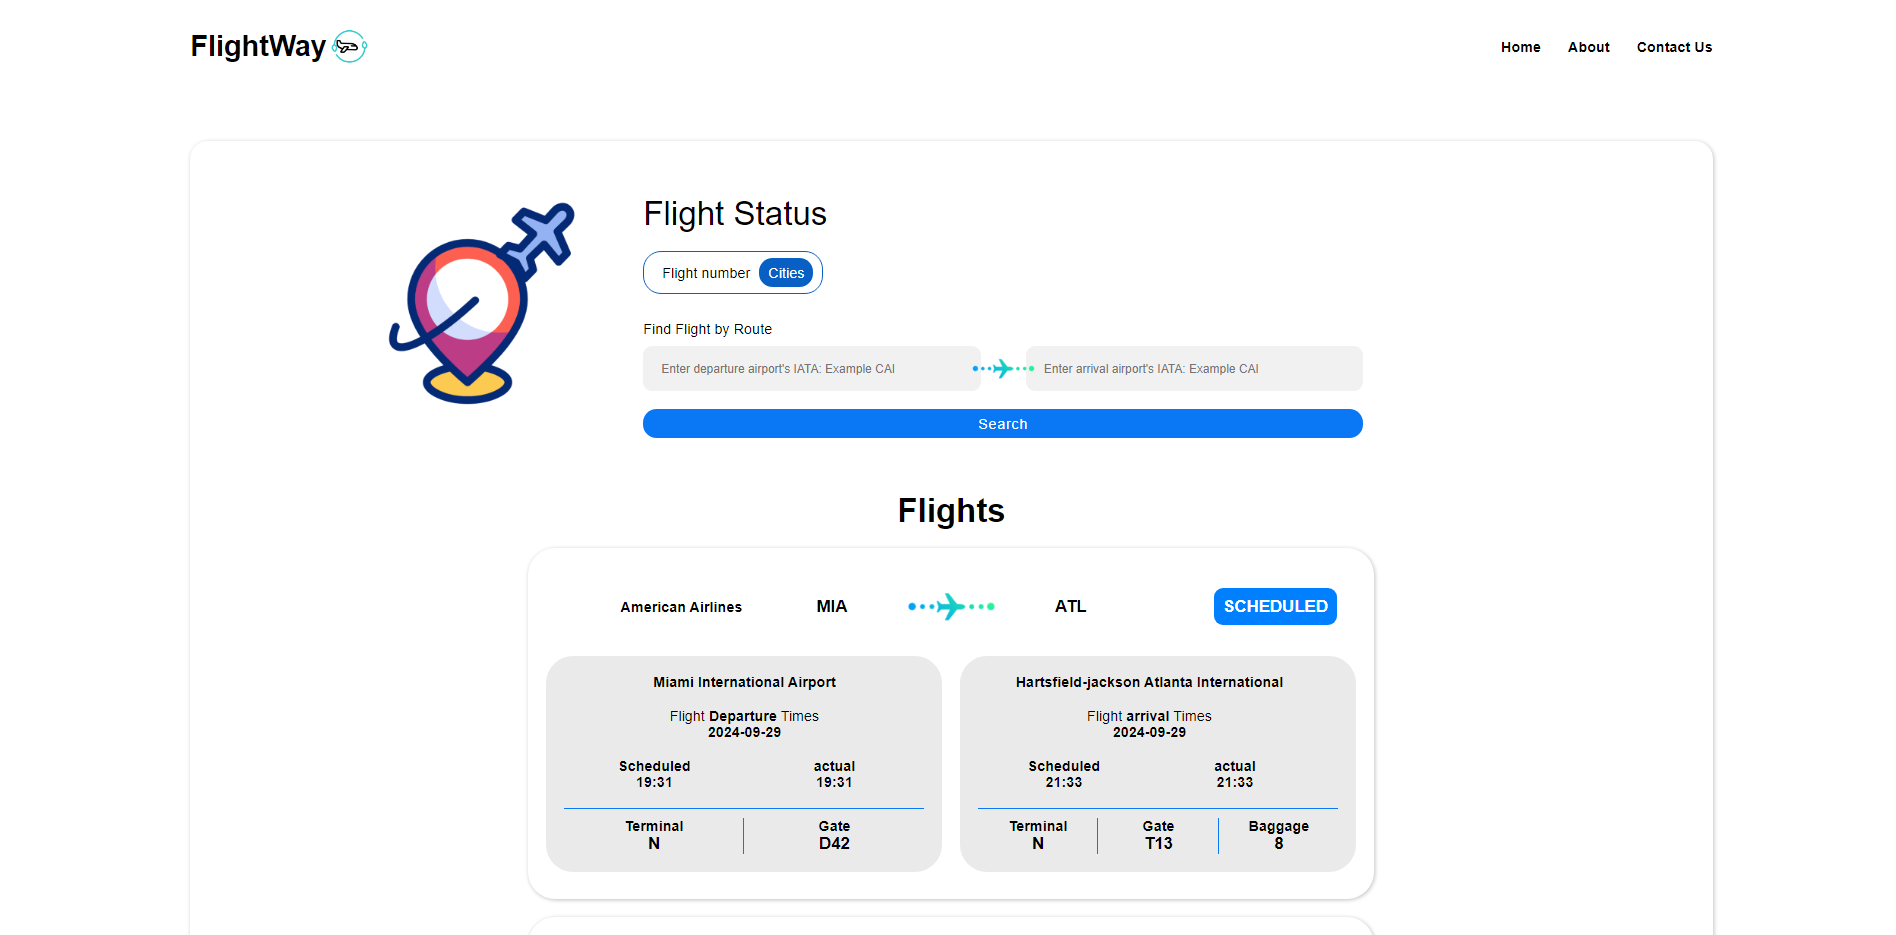 FlightWay
Home About Contact Us
Flight Status
Flight number Cities
Find Flight by Route
Enter departure airport's IATA: Example CAI Enter arrival airport's IATA: Example CAI
Search
Flights
American Airlines MIA ATL SCHEDULED
Miami International Airport
Flight Departure Times
2024-09-29
Scheduled actual
19:31 19:31
Terminal Gate
N D42
Hartsfield-jackson Atlanta International
Flight arrival Times
2024-09-29
Scheduled actual
21:33 21:33
Terminal Gate Baggage
N T13 8